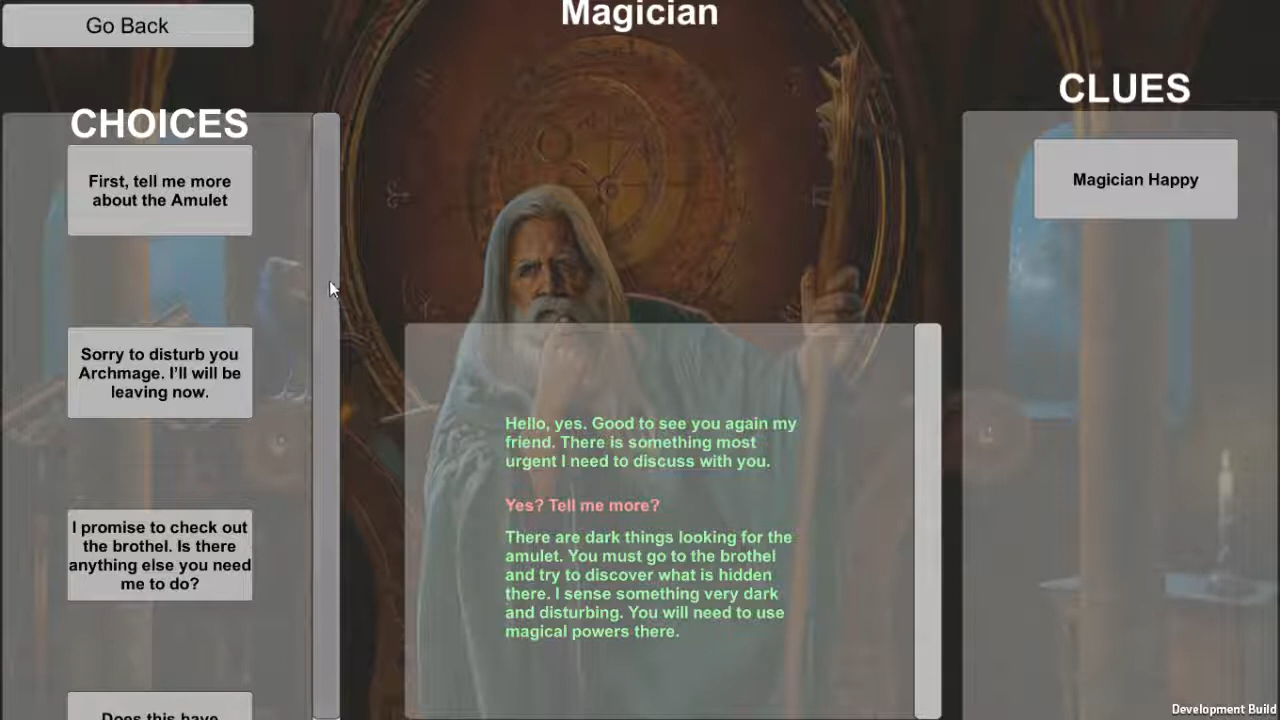 Go Back
Magician
CHOICES
First, tell me more
about the Amulet
Sorry to disturb you
Archmage. I'll will be
leaving now.
I promise to check out
the brothel. Is there
anything else you need
me to do?
Does this have
Hello, yes. Good to see you again my
friend. There is something most
urgent I need to discuss with you.
Yes? Tell me more?
There are dark things looking for the
amulet. You must go to the brothel
and try to discover what is hidden
there. I sense something very dark
and disturbing. You will need to use
magical powers there.
CLUES
Magician Happy
Development Build